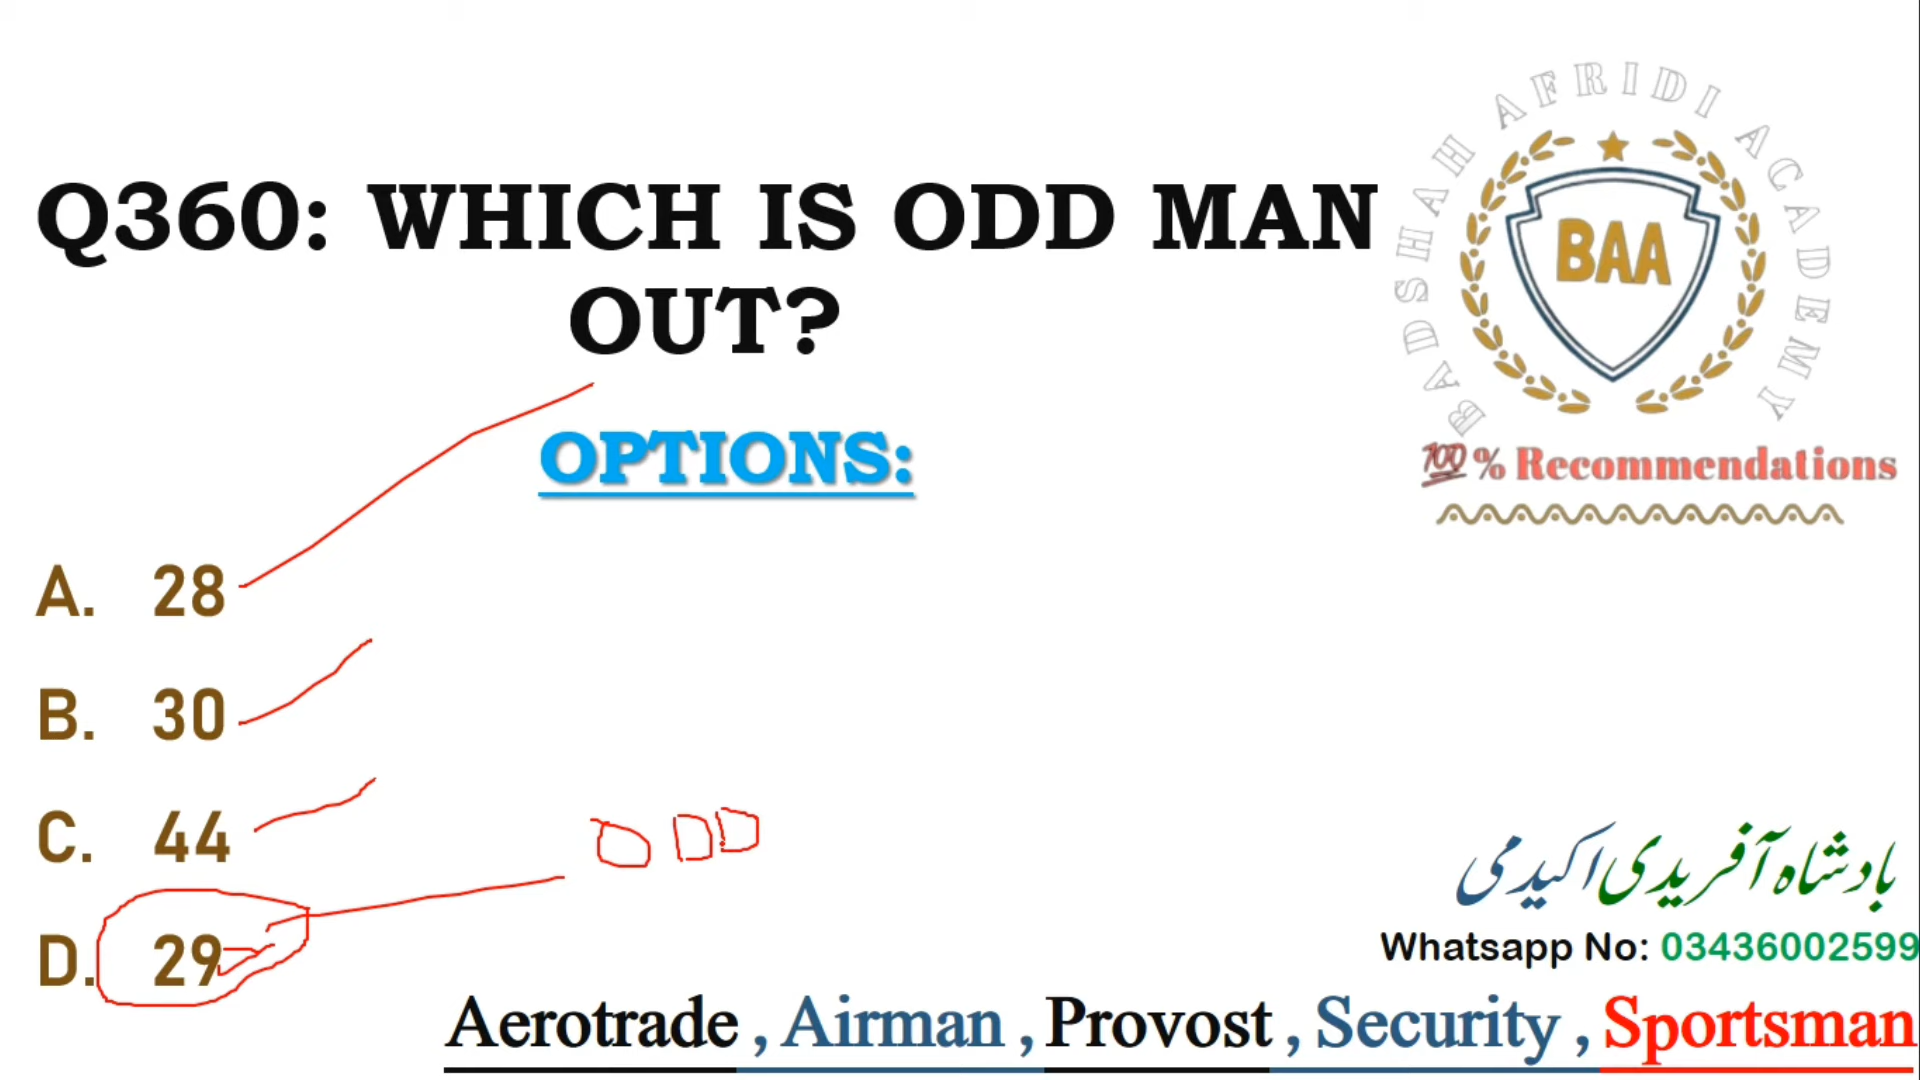 BADSHAH AFRIDI ACADEMY
BAA
Q360: WHICH IS ODD MAN
OUT?
OPTIONS:
💯% Recommendations
A. 28
B. 30
C. 44
ODD
D. 29
بادشاہ آفریدی اکیڈمی
Whatsapp No: 03436002599
Aerotrade , Airman , Provost , Security , Sportsman